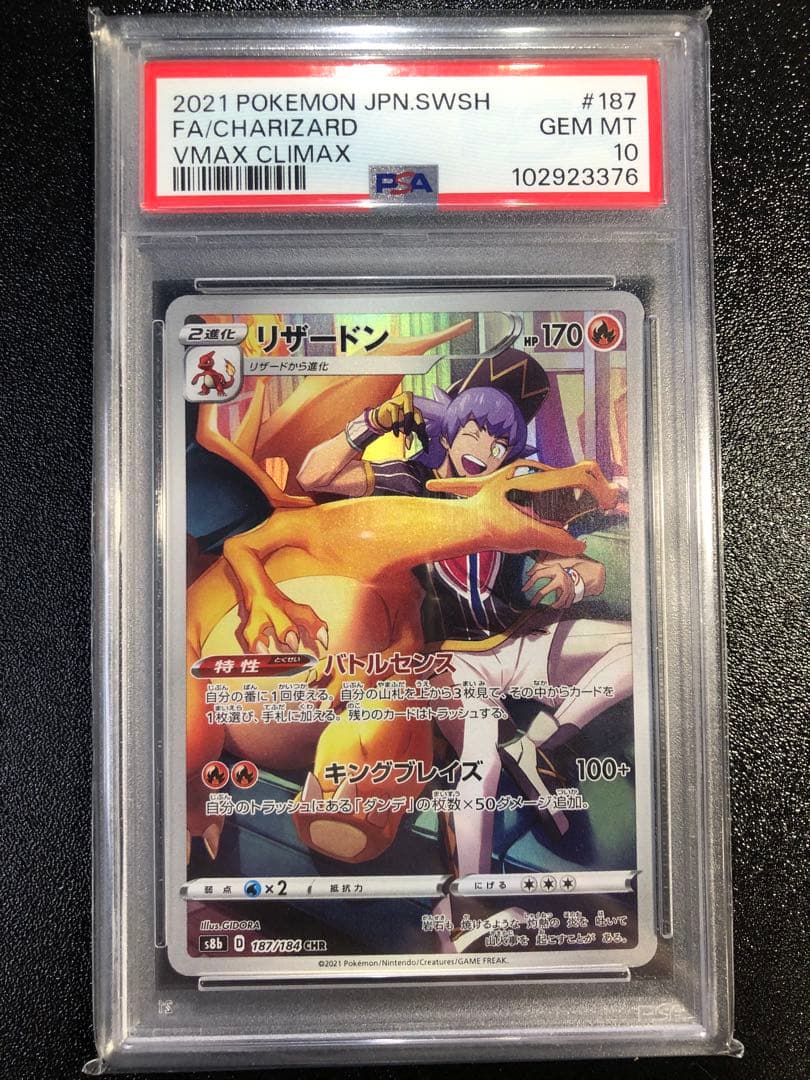 2021 POKEMON JPN.SWSH #187
FA/CHARIZARD GEM MT
VMAX CLIMAX 10
PSA 102923376
2進化 リザードン HP 170
リザードから進化
特性 とくせい バトルセンス
自分の番に1回使える。自分の山札を上から3枚見て、その中からカードを
1枚選び、手札に加える。残りのカードはトラッシュする。
キングブレイズ 100+
自分のトラッシュにある「ダンデ」の枚数×50ダメージ追加。
弱点 ×2 抵抗力 にげる
Illus. GIDORA
岩石も 焼けるような 灼熱の 炎を 吐いて
山火事を 起こすことが ある。
s8b D 187/184 CHR
©2021 Pokémon/Nintendo/Creatures/GAME FREAK.